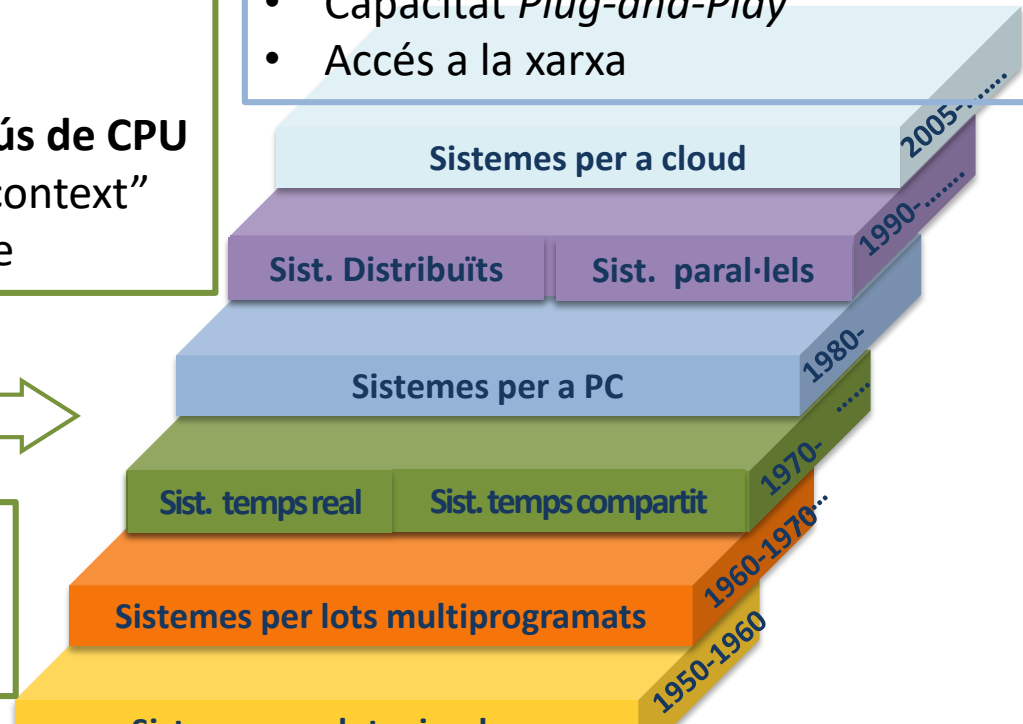 Capacitat Plug-and-Play
• Accés a la xarxa
ús de CPU
context”
e
2005-.......
Sistemes per a cloud
1990-.......
Sist. Distribuïts
Sist. paral·lels
1980-
......
Sistemes per a PC
1970-
Sist. temps real
Sist. temps compartit
1960-1970...
Sistemes per lots multiprogramats
1950-1960